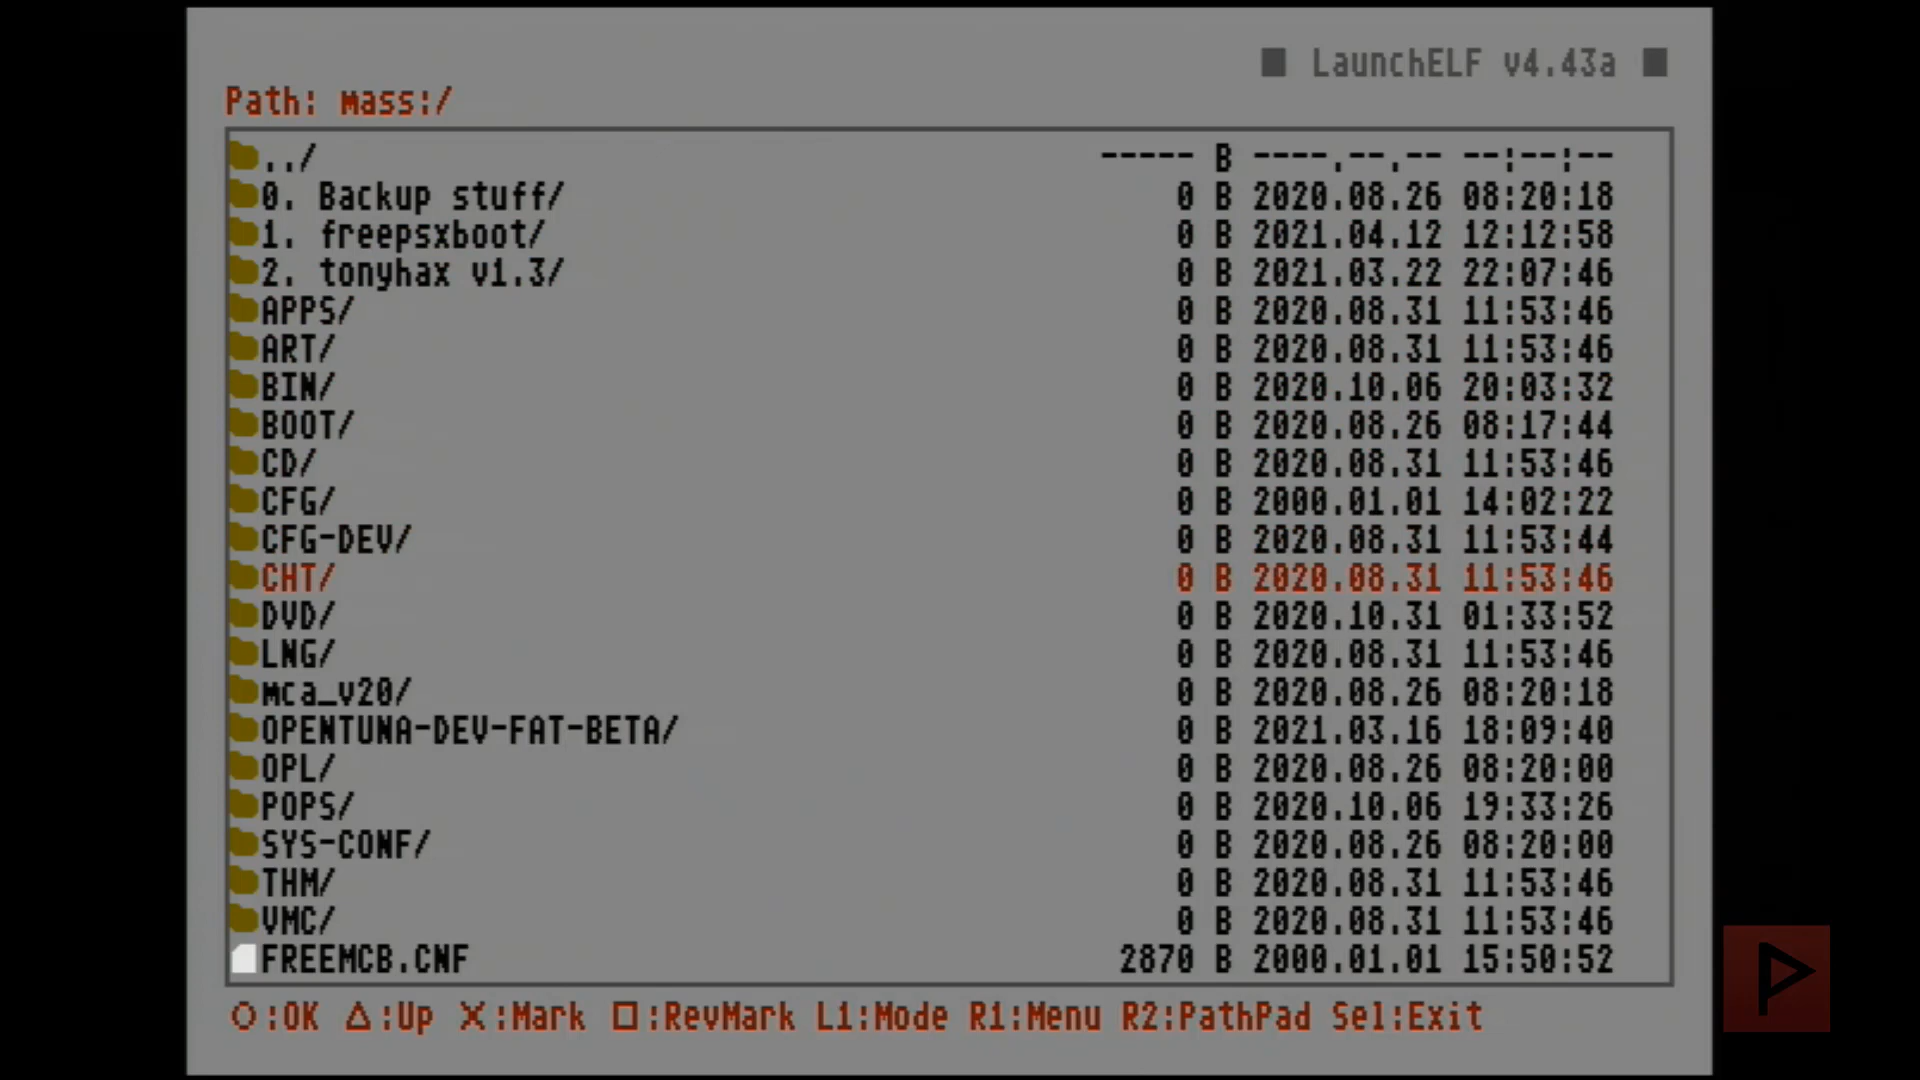 ■ LaunchELF v4.43a ■
Path: mass:/
../ ----- B ----.--.-- --:--:--
0. Backup stuff/ 0 B 2020.08.26 08:20:18
1. freepsxboot/ 0 B 2021.04.12 12:12:58
2. tonyhax v1.3/ 0 B 2021.03.22 22:07:46
APPS/ 0 B 2020.08.31 11:53:46
ART/ 0 B 2020.08.31 11:53:46
BIN/ 0 B 2020.10.06 20:03:32
BOOT/ 0 B 2020.08.26 08:17:44
CD/ 0 B 2020.08.31 11:53:46
CFG/ 0 B 2000.01.01 14:02:22
CFG-DEV/ 0 B 2020.08.31 11:53:44
CHT/ 0 B 2020.08.31 11:53:46
DVD/ 0 B 2020.10.31 01:33:52
LNG/ 0 B 2020.08.31 11:53:46
mca_v20/ 0 B 2020.08.26 08:20:18
OPENTUNA-DEV-FAT-BETA/ 0 B 2021.03.16 18:09:40
OPL/ 0 B 2020.08.26 08:20:00
POPS/ 0 B 2020.10.06 19:33:26
SYS-CONF/ 0 B 2020.08.26 08:20:00
THM/ 0 B 2020.08.31 11:53:46
VMC/ 0 B 2020.08.31 11:53:46
FREEMCB.CNF 2870 B 2000.01.01 15:50:52
○:OK △:Up ×:Mark □:RevMark L1:Mode R1:Menu R2:PathPad Sel:Exit